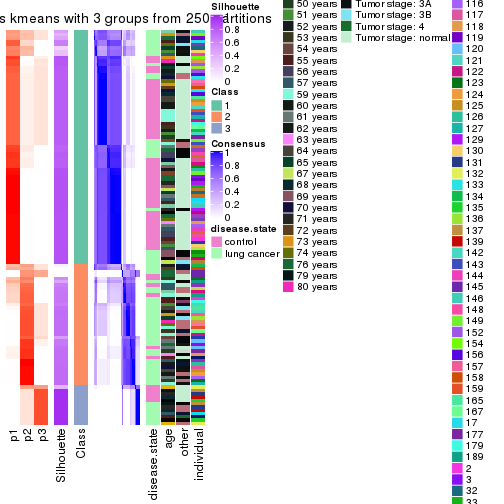 s kmeans with 3 groups from 250 partitions
Silhouette
1
0.8
0.6
0.4
0.2
0
Class
1
2
3
Consensus
1
0.8
0.6
0.4
0.2
0
disease.state
control
lung cancer
50 years
51 years
52 years
53 years
54 years
55 years
56 years
57 years
59 years
60 years
61 years
62 years
63 years
64 years
65 years
67 years
68 years
69 years
70 years
71 years
72 years
73 years
74 years
76 years
79 years
80 years
Tumor stage: 3A
Tumor stage: 3B
Tumor stage: 4
Tumor stage: normal
116
117
118
119
120
121
122
123
124
125
126
127
129
130
131
132
133
134
135
136
137
139
142
143
144
145
146
148
149
152
154
156
157
158
159
165
167
17
177
179
189
2
3
32
33
p1
p2
p3
Silhouette
Class
disease.state
age
other
individual